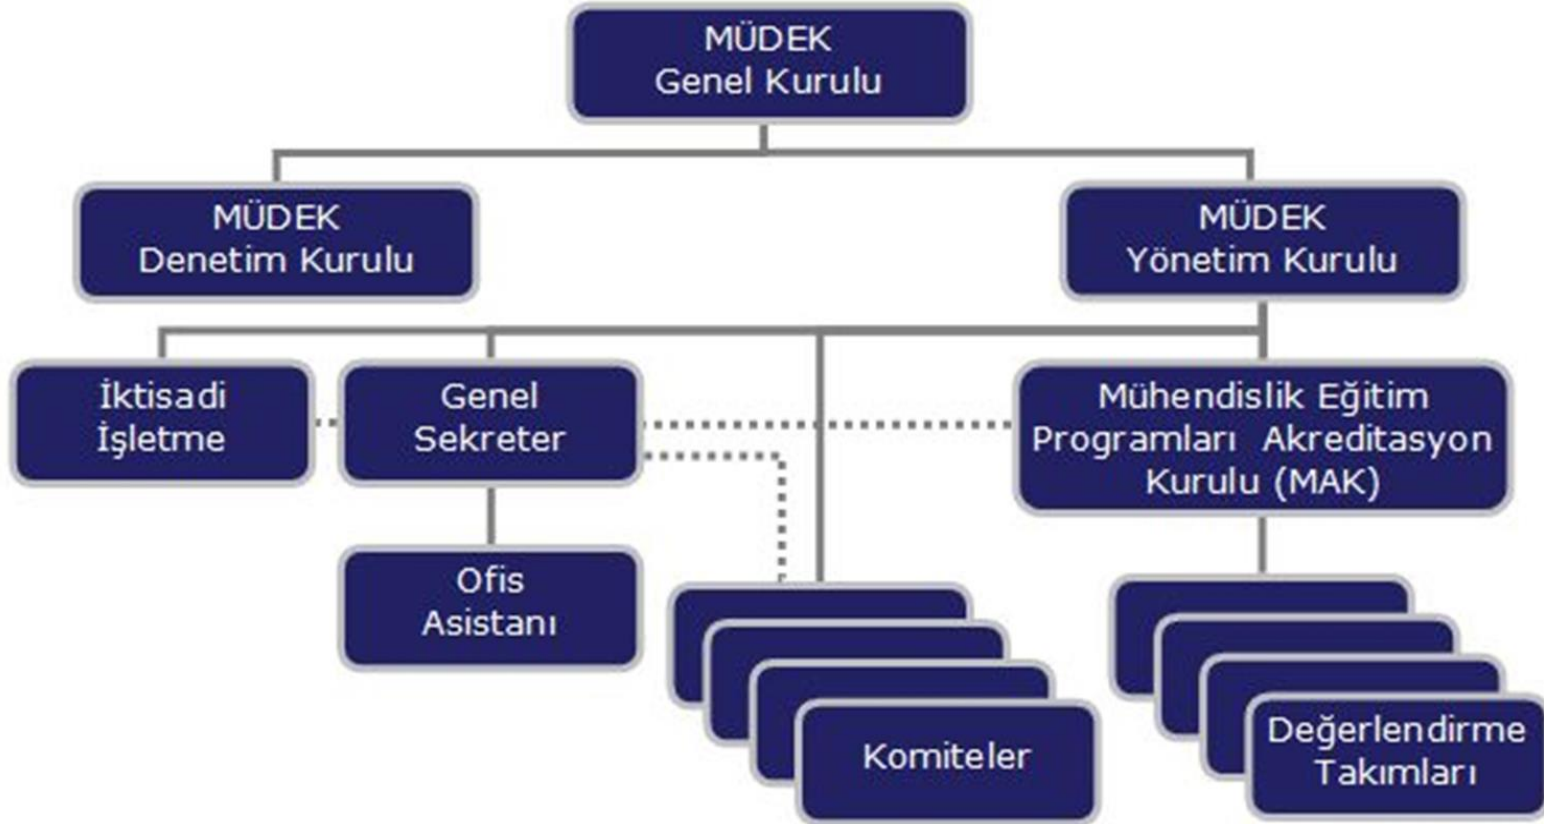 MÜDEK
Genel Kurulu
MÜDEK
Denetim Kurulu
MÜDEK
Yönetim Kurulu
İktisadi
İşletme
Genel
Sekreter
Mühendislik Eğitim
Programları Akreditasyon
Kurulu (MAK)
Ofis
Asistanı
Komiteler
Değerlendirme
Takımları